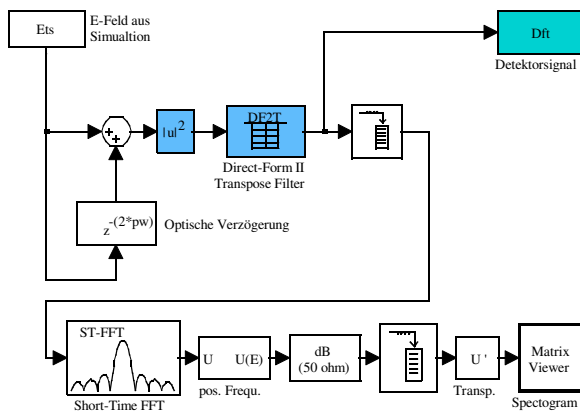 Ets
E-Feld aus
Simualtion
Dft
Detektorsignal
+
+
|u|²
DF2T
Direct-Form II
Transpose Filter
z^-(2*pw)
Optische Verzögerung
ST-FFT
Short-Time FFT
U U(E)
pos. Frequ.
dB
(50 ohm)
U '
Transp.
Matrix
Viewer
Spectogram